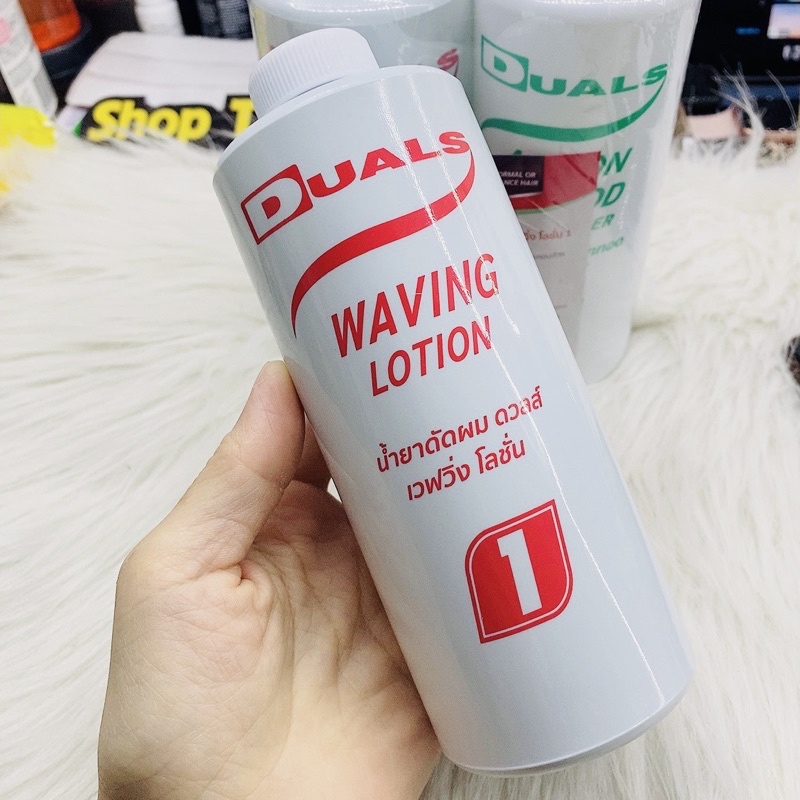 DUALS
WAVING
LOTION
น้ำยาดัดผม ดวลส์
เวฟวิ่ง โลชั่น
1
Shop
DUALS
ER